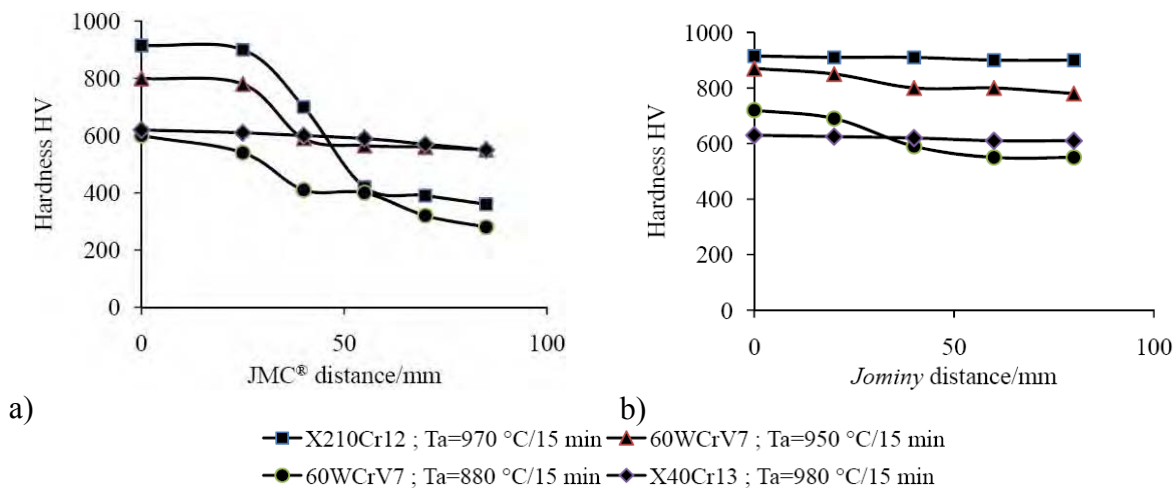 1000
800
600
400
200
0
Hardness HV
0 50 100
JMC® distance/mm
a)
1000
800
600
400
200
0
Hardness HV
0 50 100
Jominy distance/mm
b)
X210Cr12 ; Ta=970 °C/15 min
60WCrV7 ; Ta=950 °C/15 min
60WCrV7 ; Ta=880 °C/15 min
X40Cr13 ; Ta=980 °C/15 min